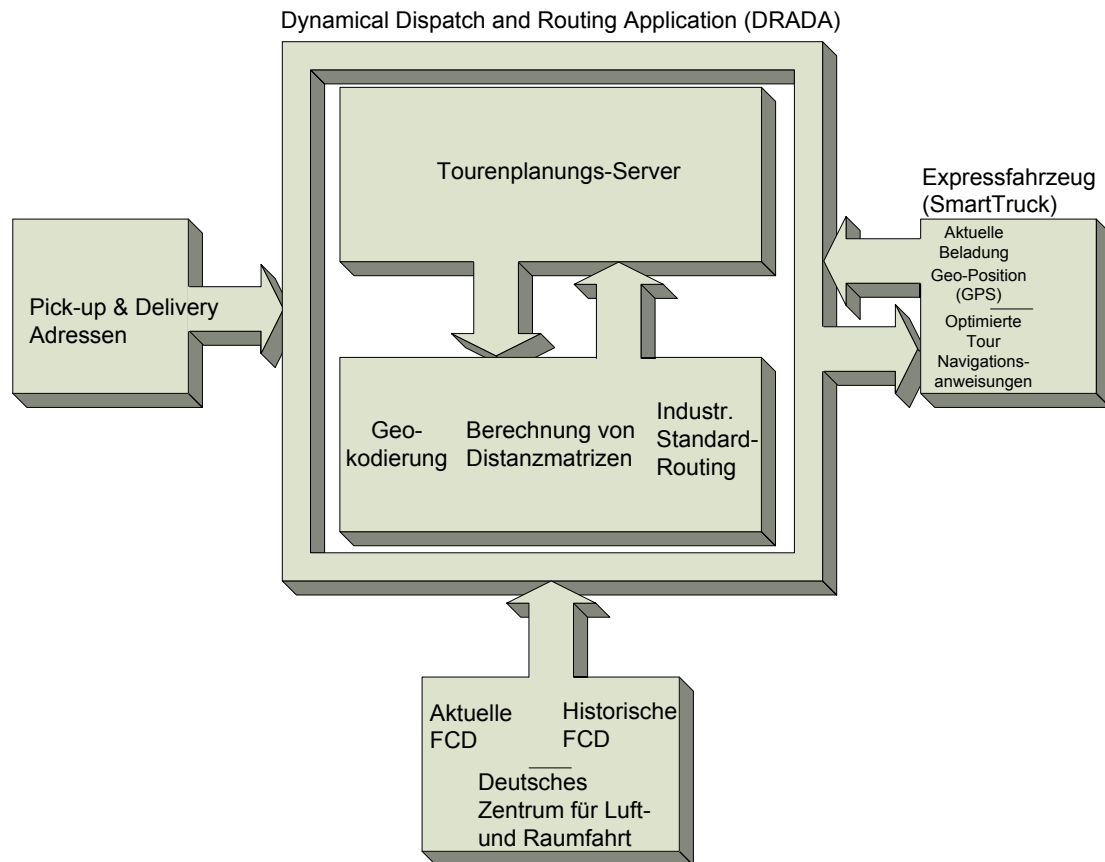 Dynamical Dispatch and Routing Application (DRADA)
Tourenplanungs-Server
Pick-up & Delivery
Adressen
Geo-
kodierung
Berechnung von
Distanzmatrizen
Industr.
Standard-
Routing
Expressfahrzeug
(SmartTruck)
Aktuelle
Beladung
Geo-Position
(GPS)
Optimierte
Tour
Navigations-
anweisungen
Aktuelle
FCD
Historische
FCD
Deutsches
Zentrum für Luft-
und Raumfahrt